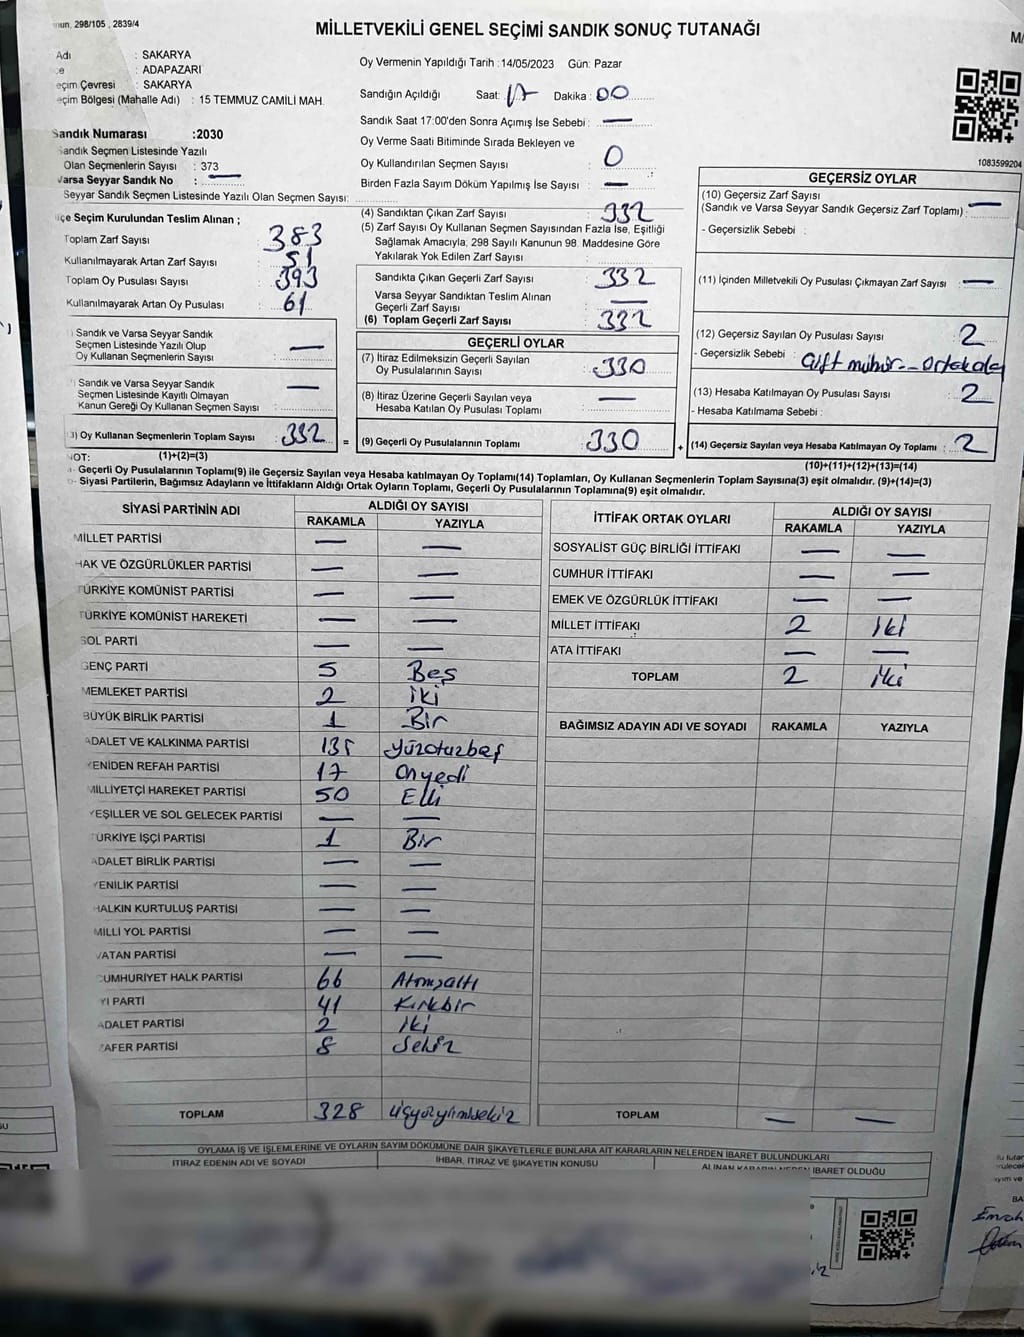 nun, 298/105 , 2839/4
MİLLETVEKİLİ GENEL SEÇİMİ SANDIK SONUÇ TUTANAĞI
Adı : SAKARYA
çe : ADAPAZARI
eçim Çevresi : SAKARYA
eçim Bölgesi (Mahalle Adı) : 15 TEMMUZ CAMİLİ MAH.
Sandık Numarası :2030
Sandık Seçmen Listesinde Yazılı
Olan Seçmenlerin Sayısı : 373
Varsa Seyyar Sandık No : —
Seyyar Sandık Seçmen Listesinde Yazılı Olan Seçmen Sayısı:
Oy Vermenin Yapıldığı Tarih :14/05/2023 Gün: Pazar
Sandığın Açıldığı Saat: 17 Dakika : 00
Sandık Saat 17:00'den Sonra Açımış İse Sebebi : —
Oy Verme Saati Bitiminde Sırada Bekleyen ve
Oy Kullandırılan Seçmen Sayısı : 0
Birden Fazla Sayım Döküm Yapılmış İse Sayısı : —
1083599204
lçe Seçim Kurulundan Teslim Alınan ;
Toplam Zarf Sayısı : 383
Kullanılmayarak Artan Zarf Sayısı : 51
Toplam Oy Pusulası Sayısı : 393
Kullanılmayarak Artan Oy Pusulası : 61
) Sandık ve Varsa Seyyar Sandık
Seçmen Listesinde Yazılı Olup
Oy Kullanan Seçmenlerin Sayısı : —
) Sandık ve Varsa Seyyar Sandık
Seçmen Listesinde Kayıtlı Olmayan
Kanun Gereği Oy Kullanan Seçmen Sayısı : —
3) Oy Kullanan Seçmenlerin Toplam Sayısı : 332
(1)+(2)=(3)
(4) Sandıktan Çıkan Zarf Sayısı : 332
(5) Zarf Sayısı Oy Kullanan Seçmen Sayısından Fazla İse, Eşitliği
Sağlamak Amacıyla, 298 Sayılı Kanunun 98. Maddesine Göre
Yakılarak Yok Edilen Zarf Sayısı :
Sandıkta Çıkan Geçerli Zarf Sayısı : 332
Varsa Seyyar Sandıktan Teslim Alınan
Geçerli Zarf Sayısı : —
(6) Toplam Geçerli Zarf Sayısı : 332
GEÇERLİ OYLAR
(7) İtiraz Edilmeksizin Geçerli Sayılan
Oy Pusulalarının Sayısı : 330
(8) İtiraz Üzerine Geçerli Sayılan veya
Hesaba Katılan Oy Pusulası Toplamı : —
= (9) Geçerli Oy Pusulalarının Toplamı : 330
GEÇERSİZ OYLAR
(10) Geçersiz Zarf Sayısı
(Sandık ve Varsa Seyyar Sandık Geçersiz Zarf Toplamı) : —
- Geçersizlik Sebebi :
(11) İçinden Milletvekili Oy Pusulası Çıkmayan Zarf Sayısı : —
(12) Geçersiz Sayılan Oy Pusulası Sayısı : 2
- Geçersizlik Sebebi : Çift mühür
(13) Hesaba Katılmayan Oy Pusulası Sayısı : 2
- Hesaba Katılmama Sebebi :
+ (14) Geçersiz Sayılan veya Hesaba Katılmayan Oy Toplamı : 2
(10)+(11)+(12)+(13)=(14)
NOT:
- Geçerli Oy Pusulalarının Toplamı(9) ile Geçersiz Sayılan veya Hesaba katılmayan Oy Toplamı(14) Toplamları, Oy Kullanan Seçmenlerin Toplam Sayısına(3) eşit olmalıdır. (9)+(14)=(3)
- Siyasi Partilerin, Bağımsız Adayların ve İttifakların Aldığı Ortak Oyların Toplamı, Geçerli Oy Pusulalarının Toplamına(9) eşit olmalıdır.
SİYASİ PARTİNİN ADI ALDIĞI OY SAYISI
RAKAMLA YAZIYLA
MİLLET PARTİSİ — —
HAK VE ÖZGÜRLÜKLER PARTİSİ — —
TÜRKİYE KOMÜNİST PARTİSİ — —
TÜRKİYE KOMÜNİST HAREKETİ — —
SOL PARTİ — —
GENÇ PARTİ 5 Beş
MEMLEKET PARTİSİ 2 iki
BÜYÜK BİRLİK PARTİSİ 1 Bir
ADALET VE KALKINMA PARTİSİ 135 yüzotuzbeş
YENİDEN REFAH PARTİSİ 17 Onyedi
MİLLİYETÇİ HAREKET PARTİSİ 50 Elli
YEŞİLLER VE SOL GELECEK PARTİSİ — —
TÜRKİYE İŞÇİ PARTİSİ 1 Bir
ADALET BİRLİK PARTİSİ — —
YENİLİK PARTİSİ — —
HALKIN KURTULUŞ PARTİSİ — —
MİLLİ YOL PARTİSİ — —
VATAN PARTİSİ — —
CUMHURİYET HALK PARTİSİ 66 Atmışaltı
Yİ PARTİ 41 Kırkbir
ADALET PARTİSİ 2 iki
ZAFER PARTİSİ 8 Sekiz
TOPLAM 328 üçyüzyirmisekiz
İTTİFAK ORTAK OYLARI ALDIĞI OY SAYISI
RAKAMLA YAZIYLA
SOSYALİST GÜÇ BİRLİĞİ İTTİFAKI — —
CUMHUR İTTİFAKI — —
EMEK VE ÖZGÜRLÜK İTTİFAKI — —
MİLLET İTTİFAKI 2 iki
ATA İTTİFAKI — —
TOPLAM 2 iki
BAĞIMSIZ ADAYIN ADI VE SOYADI RAKAMLA YAZIYLA
TOPLAM — —
OYLAMA İŞ VE İŞLEMLERİNE VE OYLARIN SAYIM DÖKÜMÜNE DAİR ŞİKAYETLERLE BUNLARA AİT KARARLARIN NELERDEN İBARET BULUNDUKLARI
İTİRAZ EDENİN ADI VE SOYADI İHBAR, İTİRAZ VE ŞİKAYETİN KONUSU ALINAN KARARIN NEDEN İBARET OLDUĞU